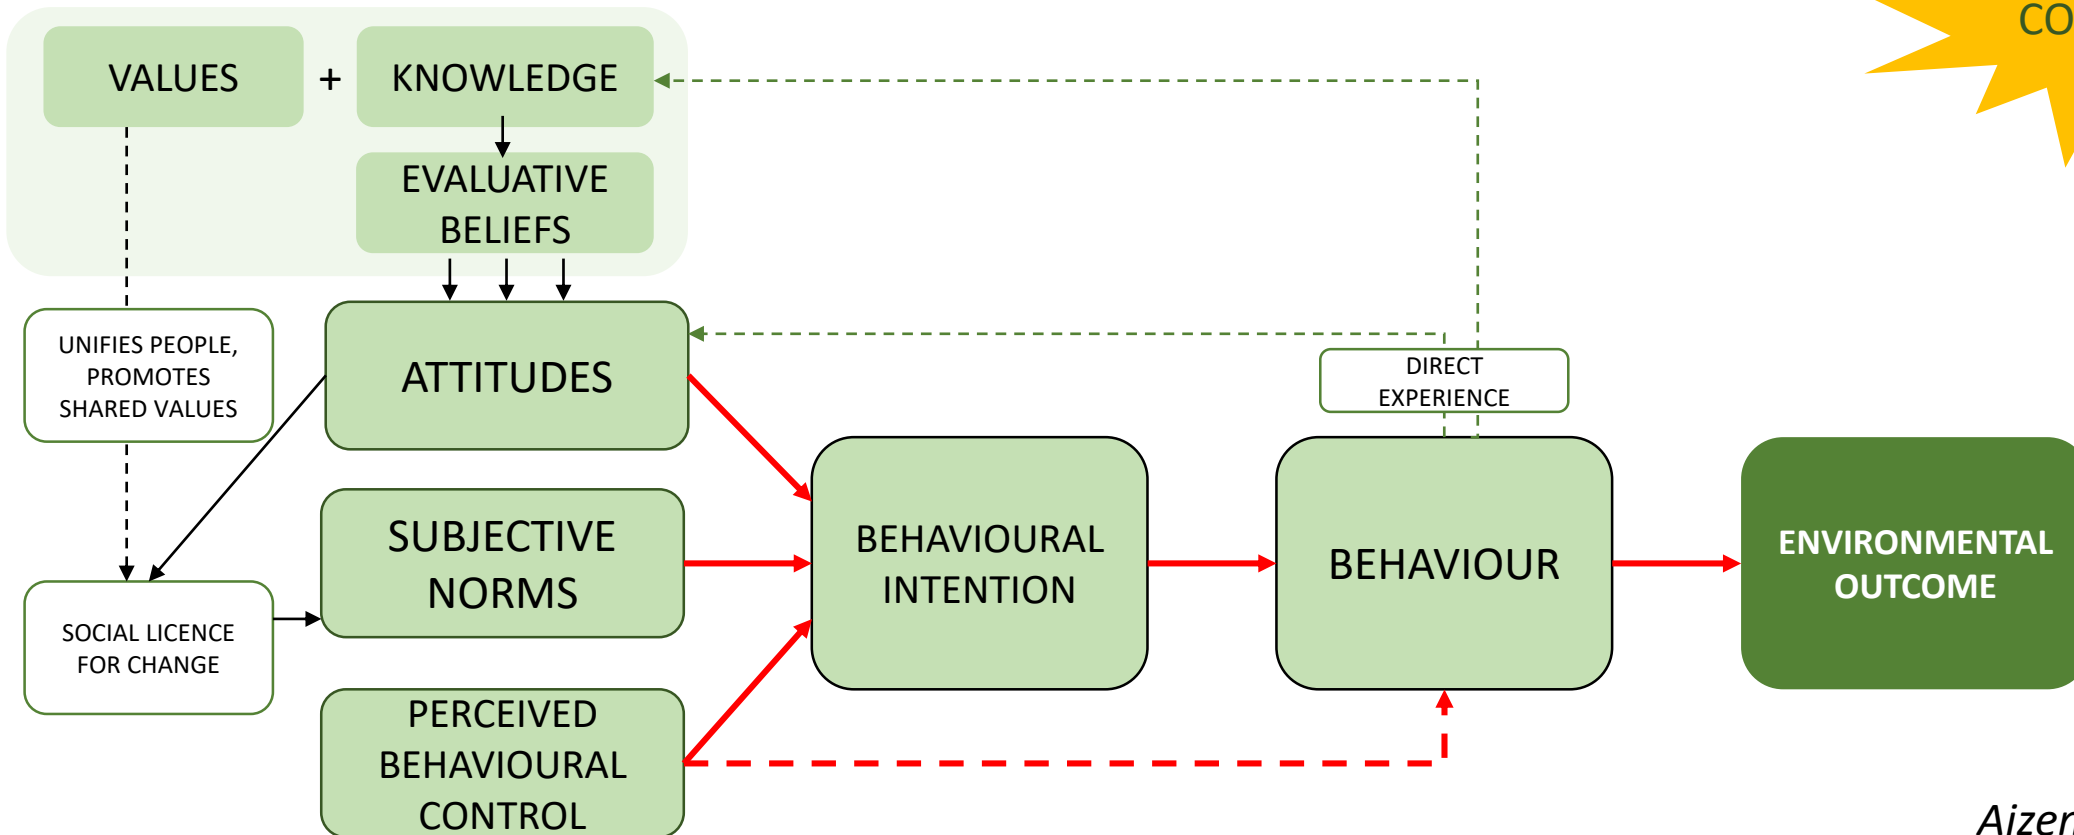 VALUES
+
KNOWLEDGE
EVALUATIVE
BELIEFS
UNIFIES PEOPLE,
PROMOTES
SHARED VALUES
ATTITUDES
DIRECT
EXPERIENCE
SUBJECTIVE
NORMS
BEHAVIOURAL
INTENTION
BEHAVIOUR
ENVIRONMENTAL
OUTCOME
SOCIAL LICENCE
FOR CHANGE
PERCEIVED
BEHAVIOURAL
CONTROL